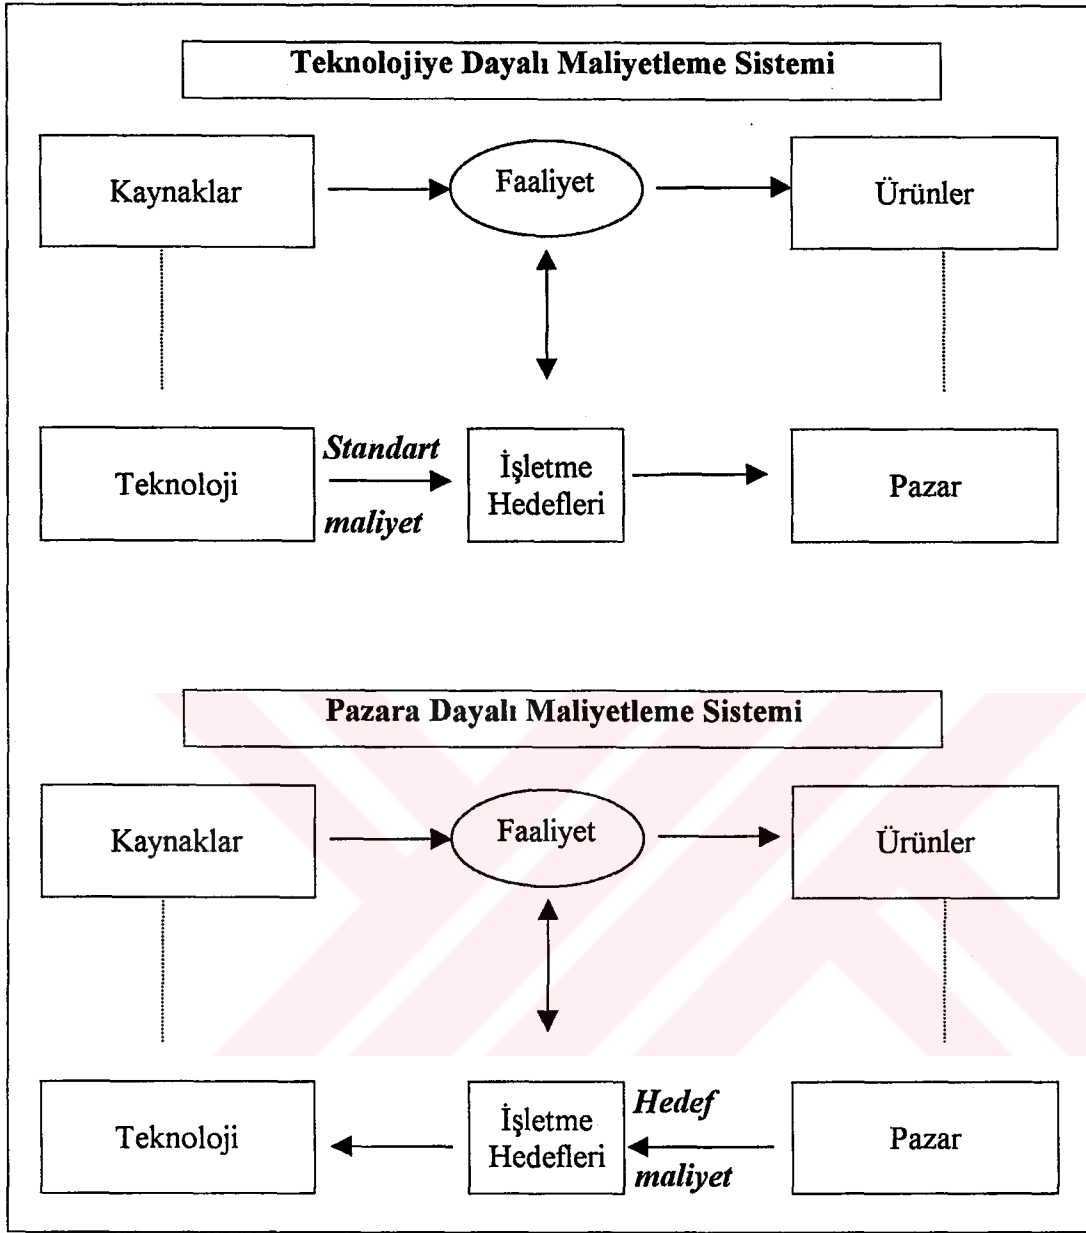 Teknolojiye Dayalı Maliyetleme Sistemi
Kaynaklar
Faaliyet
Ürünler
Teknoloji
Standart
maliyet
İşletme
Hedefleri
Pazar
Pazara Dayalı Maliyetleme Sistemi
Kaynaklar
Faaliyet
Ürünler
Teknoloji
İşletme
Hedefleri
Hedef
maliyet
Pazar